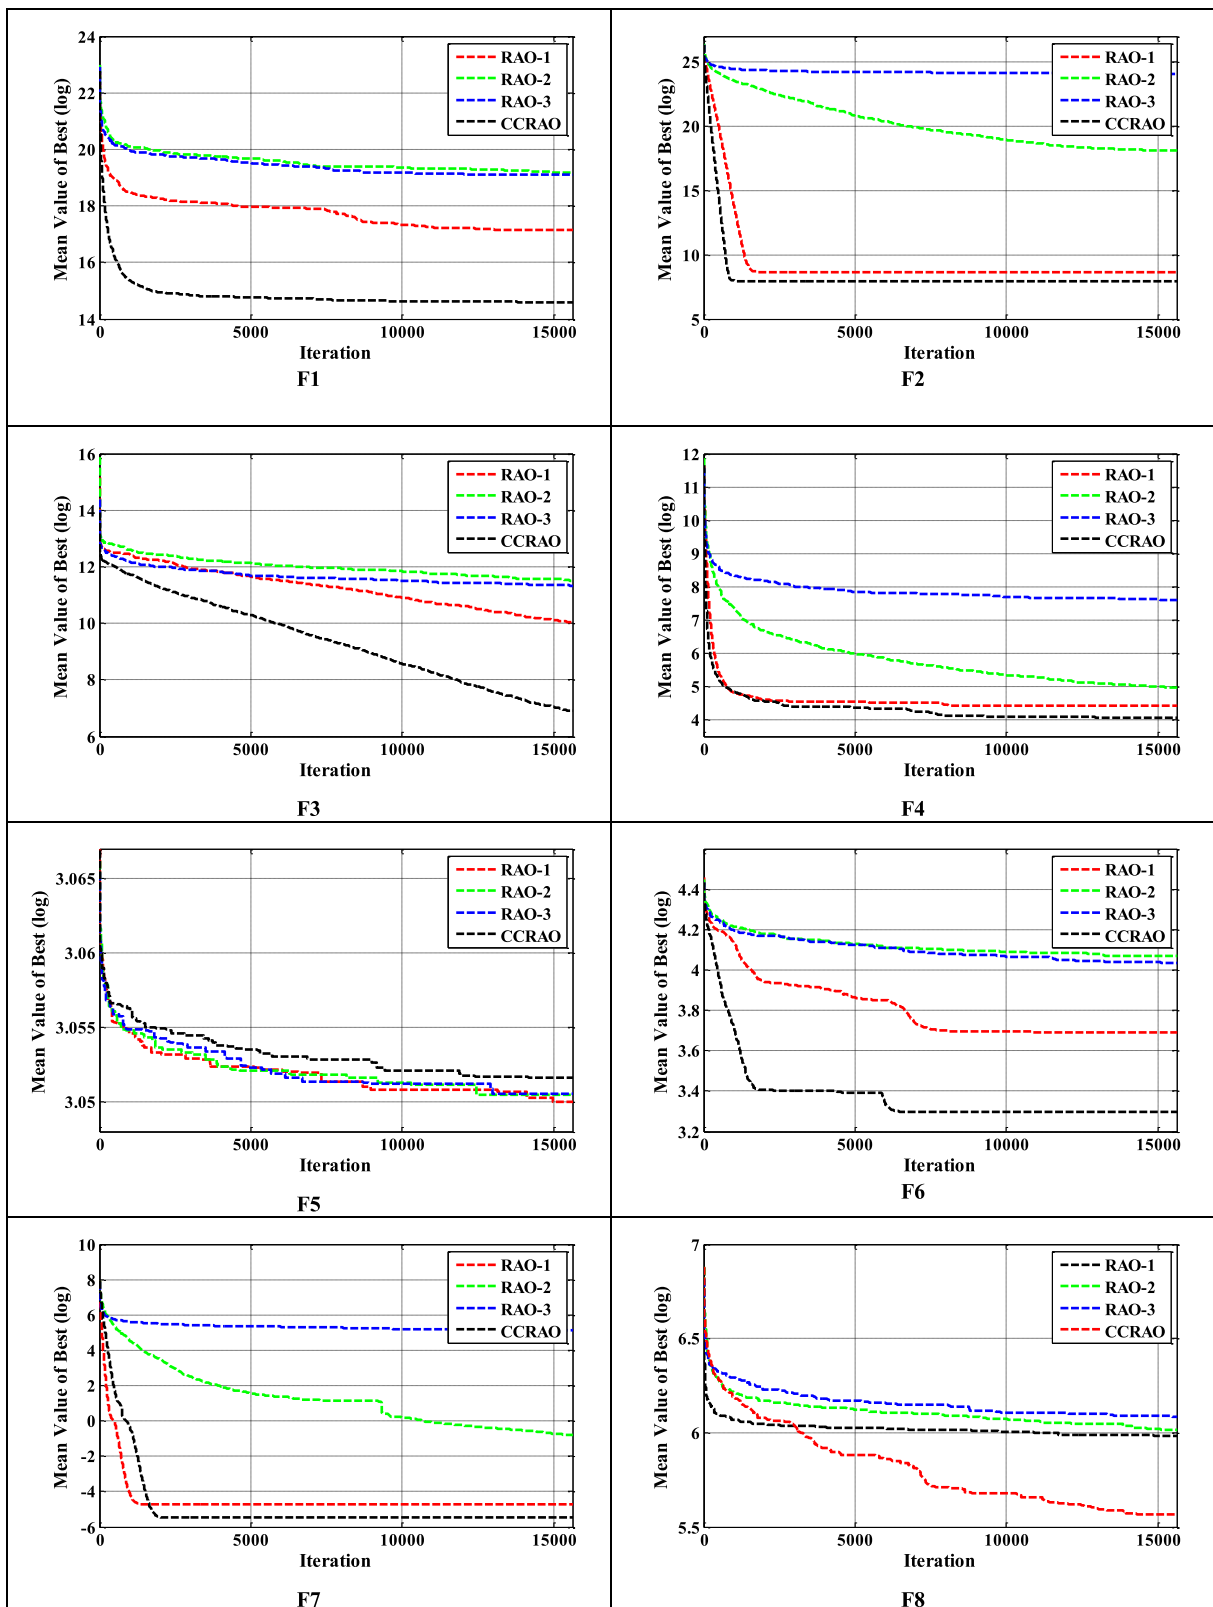 24
22
20
18
16
14
Mean Value of Best (log)
0 5000 10000 15000
Iteration
RAO-1
RAO-2
RAO-3
CCRAO
F1
25
20
15
10
5
Mean Value of Best (log)
0 5000 10000 15000
Iteration
RAO-1
RAO-2
RAO-3
CCRAO
F2
16
14
12
10
8
6
Mean Value of Best (log)
0 5000 10000 15000
Iteration
RAO-1
RAO-2
RAO-3
CCRAO
F3
12
11
10
9
8
7
6
5
4
Mean Value of Best (log)
0 5000 10000 15000
Iteration
RAO-1
RAO-2
RAO-3
CCRAO
F4
3.065
3.06
3.055
3.05
Mean Value of Best (log)
0 5000 10000 15000
Iteration
RAO-1
RAO-2
RAO-3
CCRAO
F5
4.4
4.2
4
3.8
3.6
3.4
3.2
Mean Value of Best (log)
0 5000 10000 15000
Iteration
RAO-1
RAO-2
RAO-3
CCRAO
F6
10
8
6
4
2
0
-2
-4
-6
Mean Value of Best (log)
0 5000 10000 15000
Iteration
RAO-1
RAO-2
RAO-3
CCRAO
F7
7
6.5
6
5.5
Mean Value of Best (log)
0 5000 10000 15000
Iteration
RAO-1
RAO-2
RAO-3
CCRAO
F8